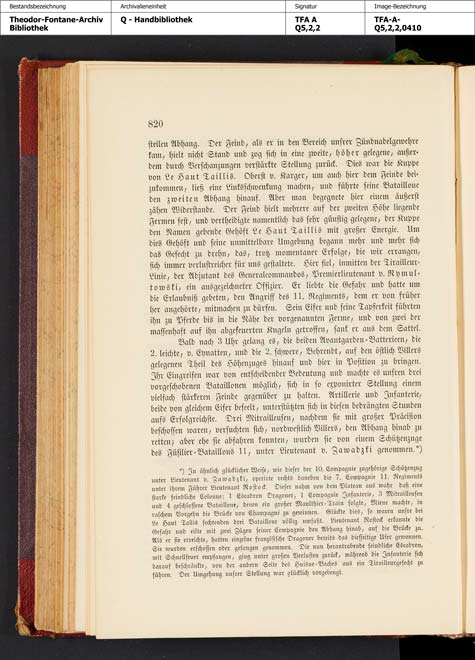 Bestandsbezeichnung
Theodor-Fontane-Archiv
Bibliothek
Archivalieneinheit
Q - Handbibliothek
Signatur
TFA A
Q5,2,2
Image-Bezeichnung
TFA-A-
Q5,2,2,0410
820
steilen Abhang. Der Feind, als er in den Bereich unsrer Zündnadelgewehre
kam, hielt nicht Stand und zog sich in eine zweite, höher gelegene, außer-
dem durch Verschanzungen verstärkte Stellung zurück. Dies war die Kuppe
von Le Haut Taillis. Oberst v. Karger, um auch hier dem Feinde bei-
zukommen, ließ eine Linksschwenkung machen, und führte seine Bataillone
den zweiten Abhang hinauf. Aber man begegnete hier einem äußerst
zähen Widerstande. Der Feind hielt mehrere auf der zweiten Höhe liegende
Fermen fest, und vertheidigte namentlich das sehr günstig gelegene, der Kuppe
den Namen gebende Gehöft Le Haut Taillis mit großer Energie. Um
dies Gehöft und seine unmittelbare Umgebung begann mehr und mehr sich
das Gefecht zu drehn; das, trotz momentaner Erfolge, die wir errangen,
sich immer verlustreicher für uns gestaltete. Hier fiel, inmitten der Tirailleur-
Linie, der Adjutant des Generalcommandos, Premierlieutenant v. Rymul-
towski, ein ausgezeichneter Offizier. Er liebte die Gefahr und hatte um
die Erlaubniß gebeten, den Angriff des 11. Regiments, dem er von früher
her angehörte, mitmachen zu dürfen. Sein Eifer und seine Tapferkeit führten
ihn zu Pferde bis in die Nähe der vorgenannten Ferme, und von zwei der
massenhaft auf ihn abgefeuerten Kugeln getroffen, sank er aus dem Sattel.
Bald nach 3 Uhr gelang es, die beiden Avantgarden-Batterieen, die
2. leichte, v. Eynatten, und die 2. schwere, Behrendt, auf den östlich Villers
gelegenen Theil des Höhenzuges hinauf und hier in Position zu bringen.
Ihr Eingreifen war von entscheidender Bedeutung und machte es unsren drei
vorgeschobenen Bataillonen möglich, sich in so exponirter Stellung einem
vielfach stärkeren Feinde gegenüber zu halten. Artillerie und Infanterie,
beide von gleichem Eifer beseelt, unterstützten sich in diesen bedrängten Stunden
aufs Erfolgreichste. Drei Mitrailleusen, nachdem sie mit großer Präcision
beschossen waren, versuchten sich, nordwestlich Villers, den Abhang hinab zu
retten; aber ehe sie abfahren konnten, wurden sie von einem Schützenzuge
des Füsilier-Bataillons 11, unter Lieutenant v. Zawadzki genommen.*)
*) In ähnlich glücklicher Weise, wie dieser der 10. Compagnie zugehörige Schützenzug
unter Lieutenant v. Zawadzki, operirte rechts daneben die 7. Compagnie 11. Regiments
unter ihrem Führer Lieutenant Rostock. Dieser nahm von dem Plateau aus wahr daß eine
starke feindliche Colonne: 1 Escadron Dragoner, 1 Compagnie Infanterie, 3 Mitrailleusen
und 4 geschlossene Bataillone, denen ein großer Maulthier-Train folgte, Miene machte, in
raschem Vorgehn die Brücke von Champagne zu gewinnen. Glückte dies, so waren unsre bei
Le Haut Taillis fechtenden drei Bataillone völlig umfaßt. Lieutenant Rostock erkannte die
Gefahr und eilte mit zwei Zügen seiner Compagnie den Abhang hinab, auf die Brücke zu.
Als er sie erreichte, hatten einzelne französische Dragoner bereits das diesseitige Ufer gewonnen.
Sie wurden erschossen oder gefangen genommen. Die nun herantrabende feindliche Escadron,
mit Schnellfeuer empfangen, ging unter großen Verlusten zurück, während die Infanterie sich
darauf beschränkte, von der andern Seite des Huisne-Baches aus ein Tirailleurgefecht zu
führen. Der Umgehung unsrer Stellung war glücklich vorgebeugt.